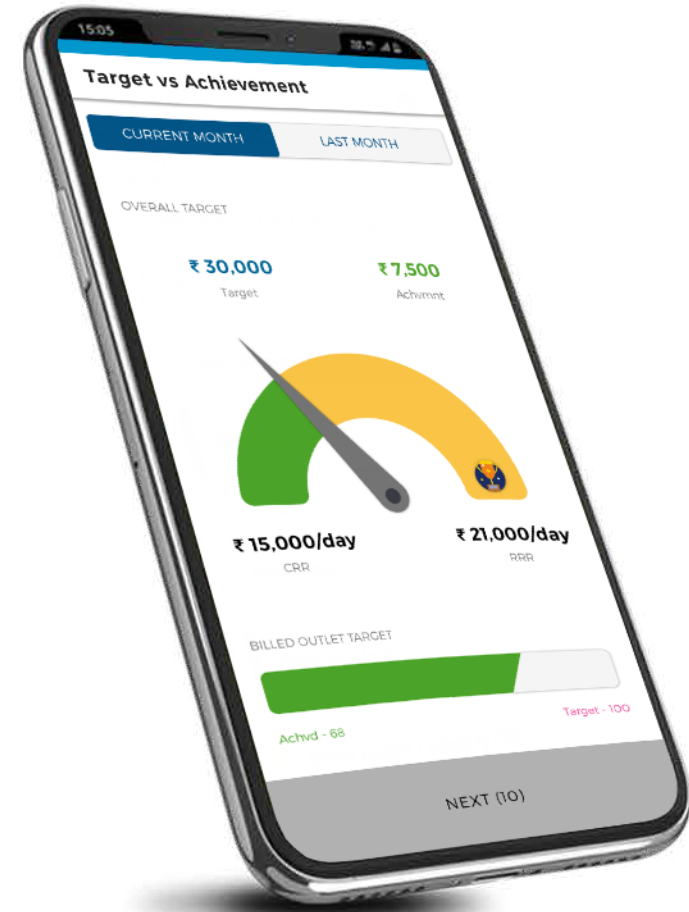 15:05
Target vs Achievement
CURRENT MONTH
LAST MONTH
OVERALL TARGET
₹ 30,000
₹ 7,500
Target
Achvmnt
₹ 15,000/day
₹ 21,000/day
CRR
RRR
BILLED OUTLET TARGET
Achvd - 68
Target - 100
NEXT (10)